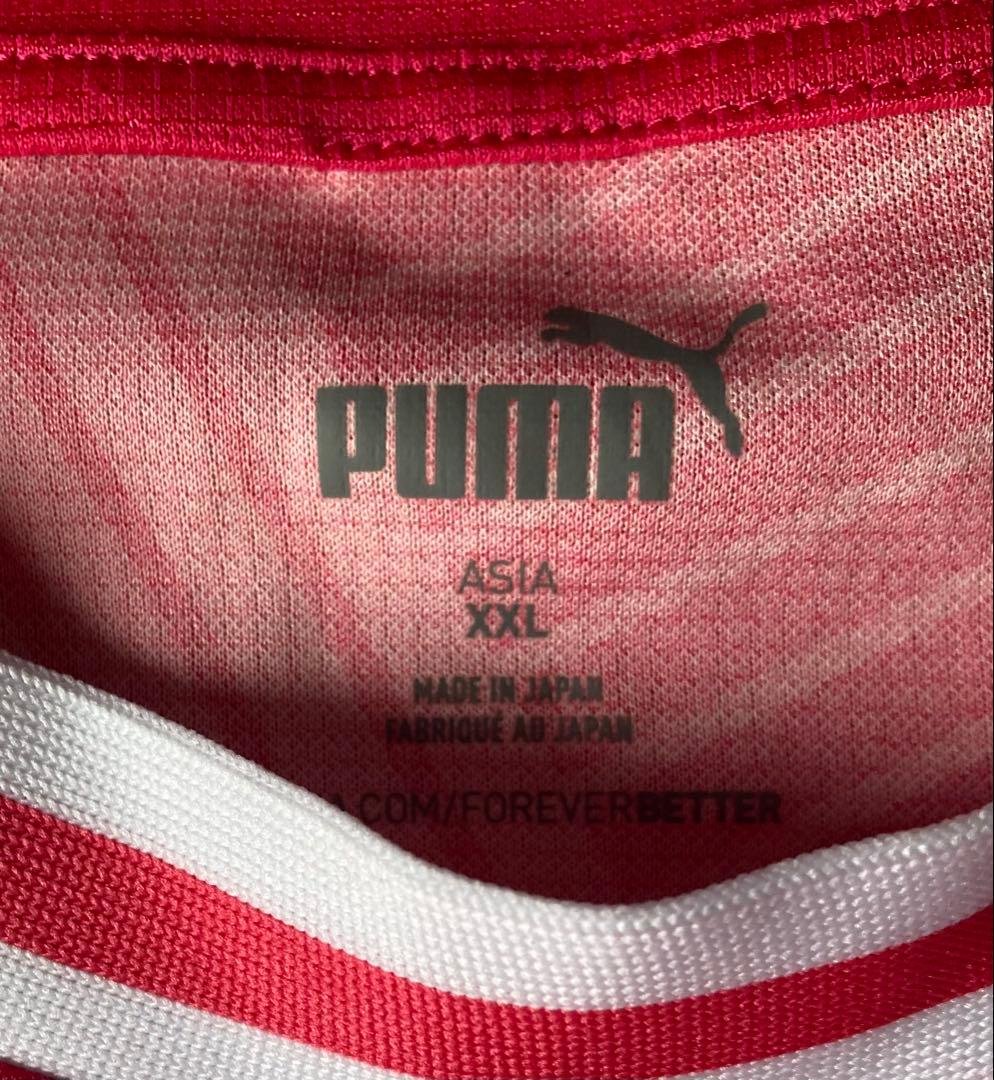 PUMA
ASIA
XXL
MADE IN JAPAN
FABRIQUÉ AU JAPAN
.COM/FOREVERBETTER